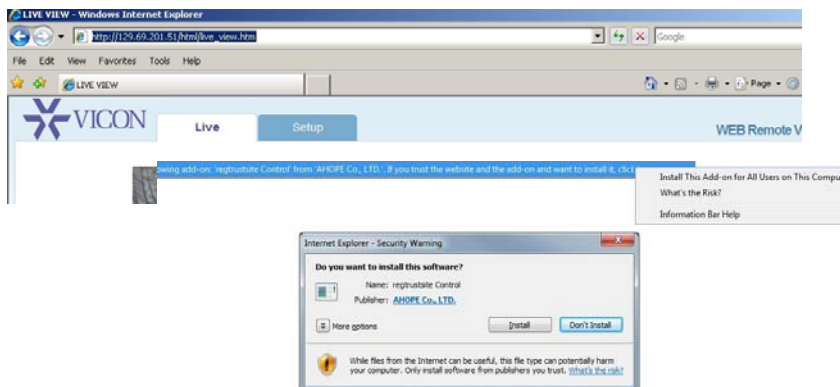 LIVE VIEW - Windows Internet Explorer
http://129.69.201.51/html/live_view.htm
Google
File Edit View Favorites Tools Help
LIVE VIEW
Page
VICON
Live
Setup
WEB Remote V
owing add-on: 'regtrustsite Control' from 'AHOPE Co., LTD.'. If you trust the website and the add-on and want to install it, click
Install This Add-on for All Users on This Compu
What's the Risk?
Information Bar Help
Internet Explorer - Security Warning
Do you want to install this software?
Name: regtrustsite Control
Publisher: AHOPE Co., LTD.
More options
Install
Don't Install
While files from the Internet can be useful, this file type can potentially harm
your computer. Only install software from publishers you trust. What's the risk?